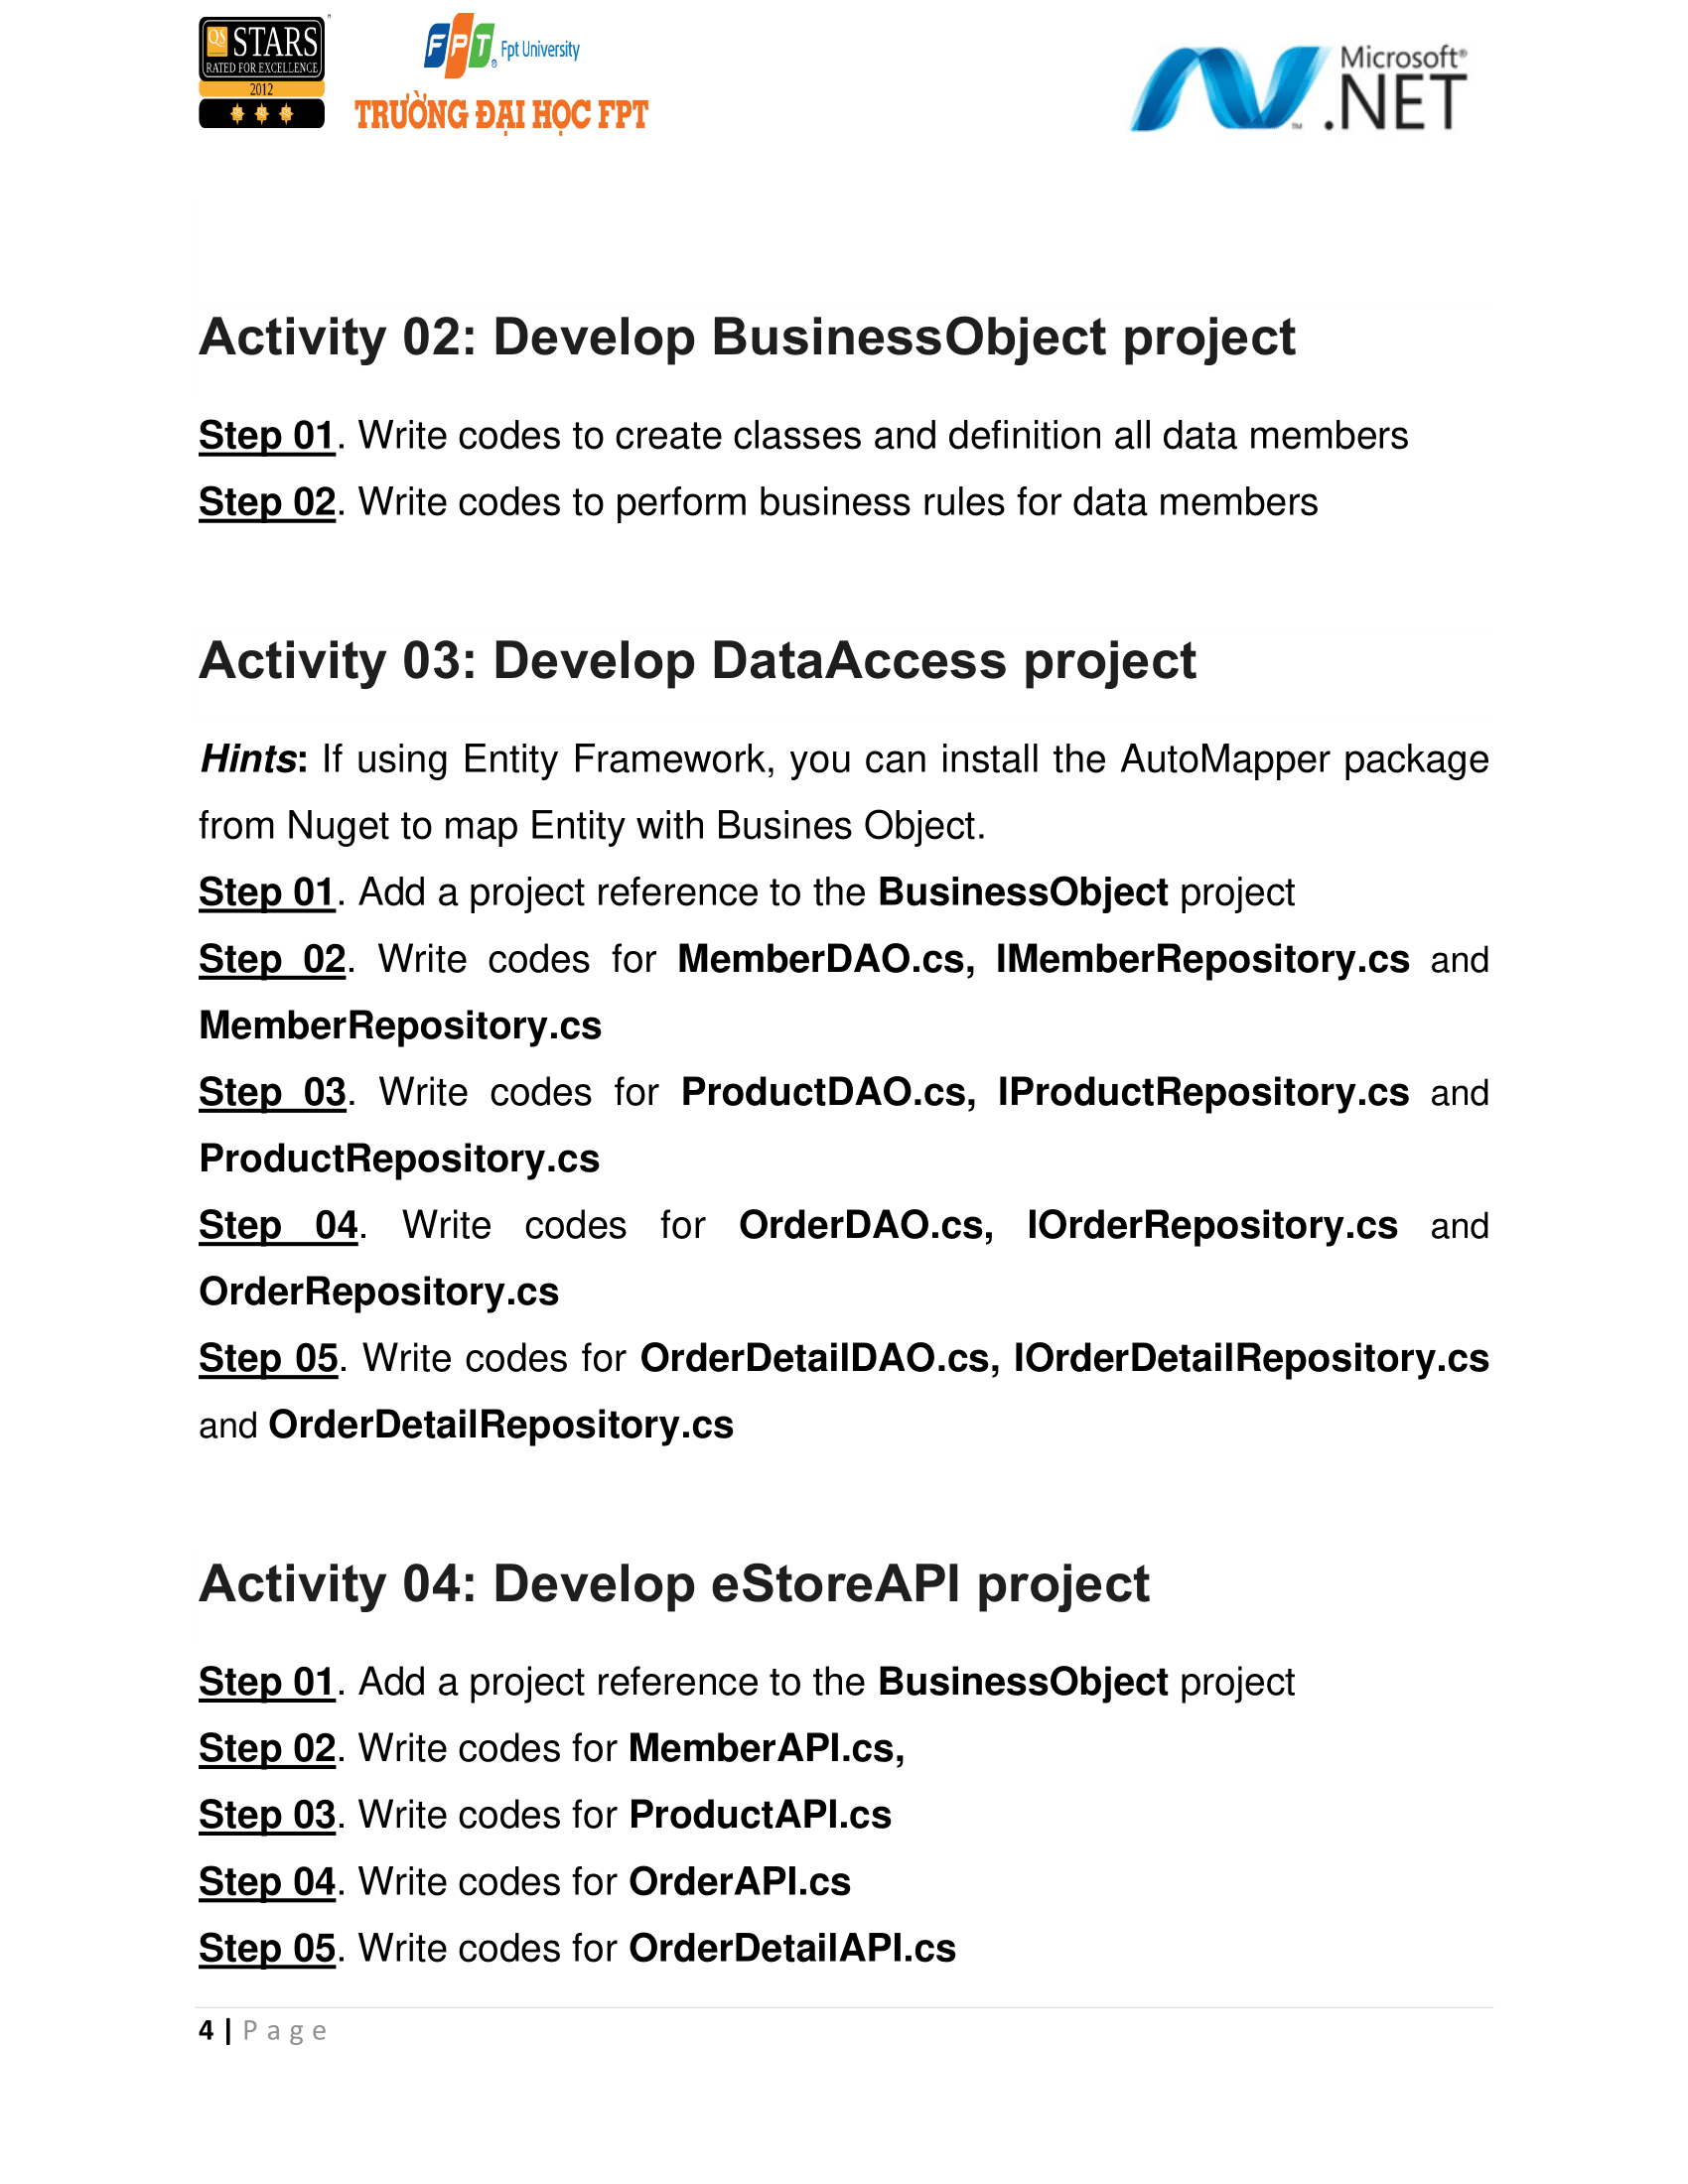 QS STARS
RATED FOR EXCELLENCE
2012
FPT Fpt University
TRƯỜNG ĐẠI HỌC FPT
Microsoft®
.NET
Activity 02: Develop BusinessObject project
Step 01. Write codes to create classes and definition all data members
Step 02. Write codes to perform business rules for data members
Activity 03: Develop DataAccess project
Hints: If using Entity Framework, you can install the AutoMapper package
from Nuget to map Entity with Busines Object.
Step 01. Add a project reference to the BusinessObject project
Step 02. Write codes for MemberDAO.cs, IMemberRepository.cs and
MemberRepository.cs
Step 03. Write codes for ProductDAO.cs, IProductRepository.cs and
ProductRepository.cs
Step 04. Write codes for OrderDAO.cs, IOrderRepository.cs and
OrderRepository.cs
Step 05. Write codes for OrderDetailDAO.cs, IOrderDetailRepository.cs
and OrderDetailRepository.cs
Activity 04: Develop eStoreAPI project
Step 01. Add a project reference to the BusinessObject project
Step 02. Write codes for MemberAPI.cs,
Step 03. Write codes for ProductAPI.cs
Step 04. Write codes for OrderAPI.cs
Step 05. Write codes for OrderDetailAPI.cs
4 | Page